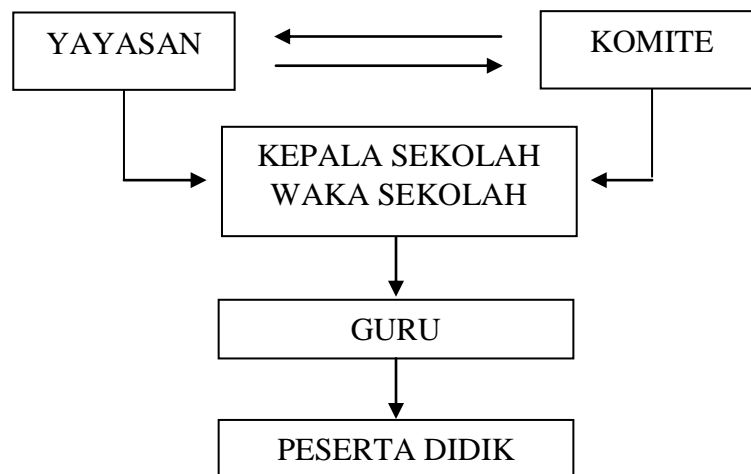 YAYASAN
KOMITE
KEPALA SEKOLAH
WAKA SEKOLAH
GURU
PESERTA DIDIK